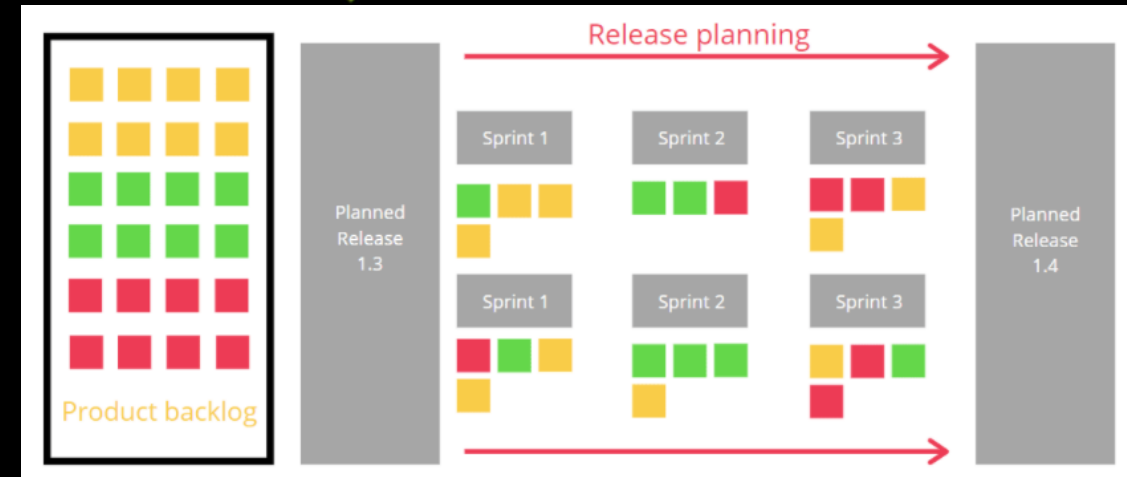 Release planning
Sprint 1
Sprint 2
Sprint 3
Planned
Release
1.3
Planned
Release
1.4
Sprint 1
Sprint 2
Sprint 3
Product backlog